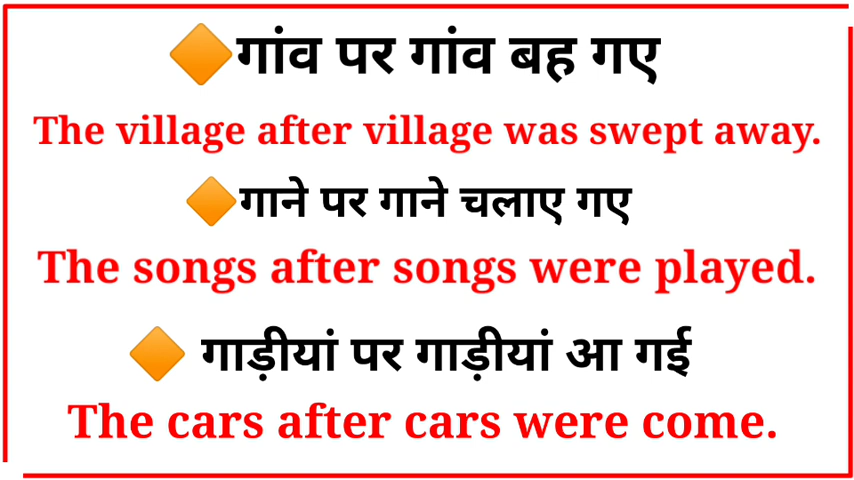 🔶गांव पर गांव बह गए
The village after village was swept away.
🔶गाने पर गाने चलाए गए
The songs after songs were played.
🔶 गाड़ीयां पर गाड़ीयां आ गई
The cars after cars were come.